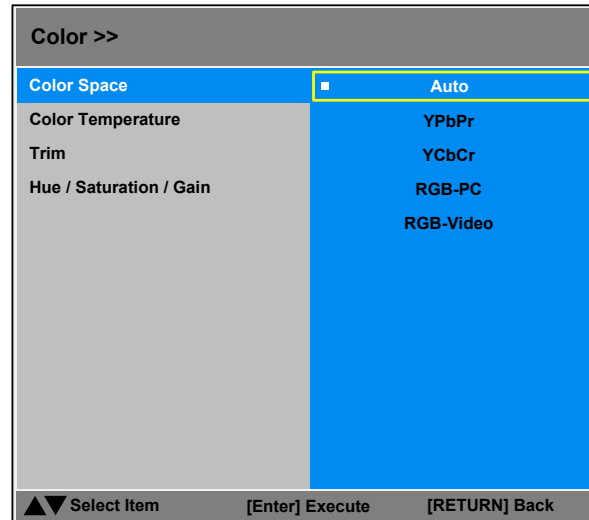 Color >>
Color Space Auto
Color Temperature YPbPr
Trim YCbCr
Hue / Saturation / Gain RGB-PC
RGB-Video
▲▼ Select Item [Enter] Execute [RETURN] Back